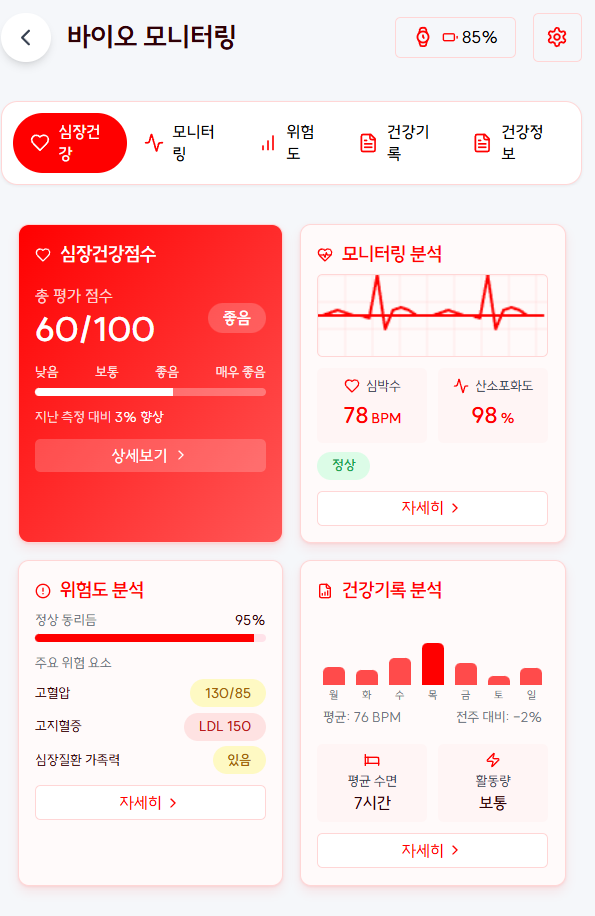 바이오 모니터링
85%
심장건
강
모니터
링
위험
도
건강기
록
건강정
보
심장건강점수
총 평가 점수
60/100
좋음
낮음 보통 좋음 매우 좋음
지난 측정 대비 3% 향상
상세보기
모니터링 분석
심박수
78 BPM
산소포화도
98 %
정상
자세히
위험도 분석
정상 동리듬 95%
주요 위험 요소
고혈압 130/85
고지혈증 LDL 150
심장질환 가족력 있음
자세히
건강기록 분석
월 화 수 목 금 토 일
평균: 76 BPM 전주 대비: -2%
평균 수면
7시간
활동량
보통
자세히